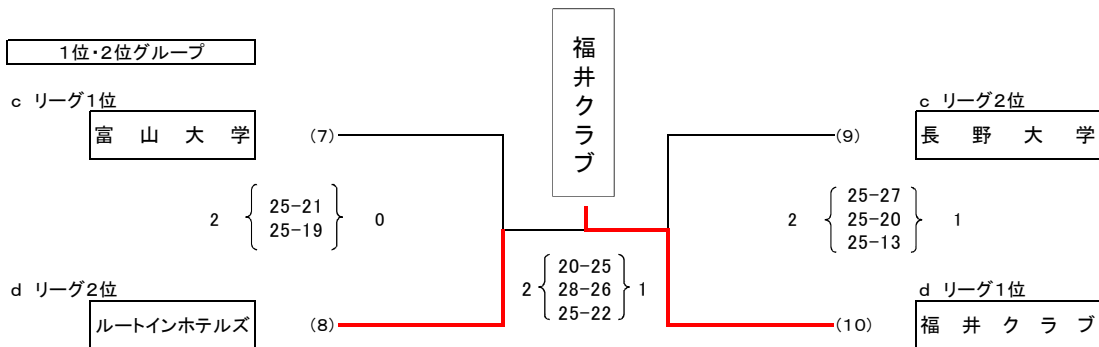 福井クラブ
1位・2位グループ
c リーグ1位
富山大学
(7)
c リーグ2位
長野大学
(9)
2 { 25-21 25-19 } 0
2 { 25-27 25-20 25-13 } 1
2 { 20-25 28-26 25-22 } 1
d リーグ2位
ルートインホテルズ
(8)
d リーグ1位
福井クラブ
(10)